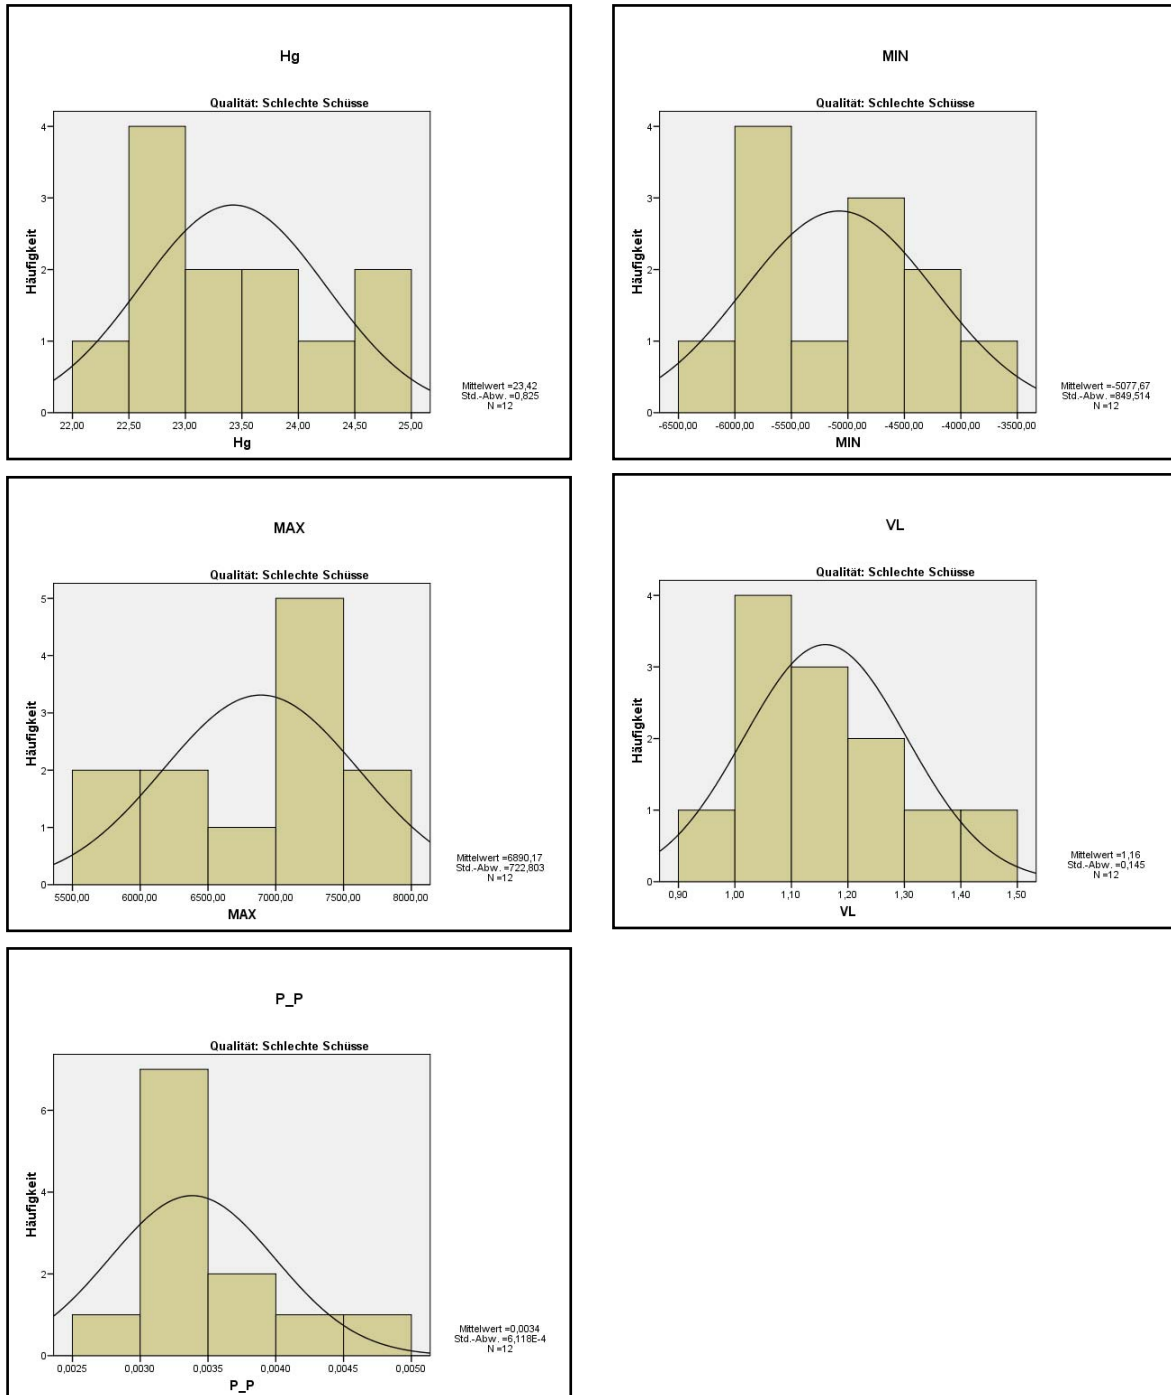 Hg
Qualität: Schlechte Schüsse
Häufigkeit
4
3
2
1
0
22,00 22,50 23,00 23,50 24,00 24,50 25,00
Hg
Mittelwert =23,42
Std.-Abw. =0,825
N =12
MIN
Qualität: Schlechte Schüsse
Häufigkeit
4
3
2
1
0
-6500,00 -6000,00 -5500,00 -5000,00 -4500,00 -4000,00 -3500,00
MIN
Mittelwert =-5077,67
Std.-Abw. =849,514
N =12
MAX
Qualität: Schlechte Schüsse
Häufigkeit
5
4
3
2
1
0
5500,00 6000,00 6500,00 7000,00 7500,00 8000,00
MAX
Mittelwert =6890,17
Std.-Abw. =722,803
N =12
VL
Qualität: Schlechte Schüsse
Häufigkeit
4
3
2
1
0
0,90 1,00 1,10 1,20 1,30 1,40 1,50
VL
Mittelwert =1,16
Std.-Abw. =0,145
N =12
P_P
Qualität: Schlechte Schüsse
Häufigkeit
6
4
2
0
0,0025 0,0030 0,0035 0,0040 0,0045 0,0050
P_P
Mittelwert =0,0034
Std.-Abw. =6,118E-4
N =12